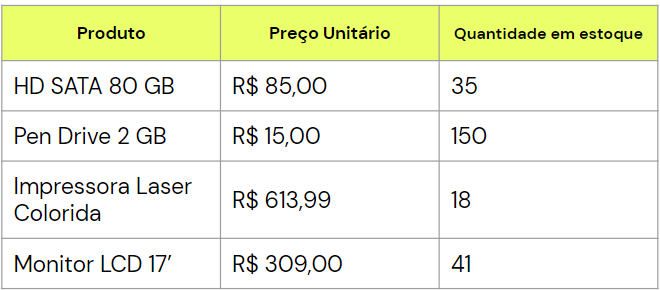 Produto Preço Unitário Quantidade em estoque
HD SATA 80 GB R$ 85,00 35
Pen Drive 2 GB R$ 15,00 150
Impressora Laser
Colorida R$ 613,99 18
Monitor LCD 17’ R$ 309,00 41